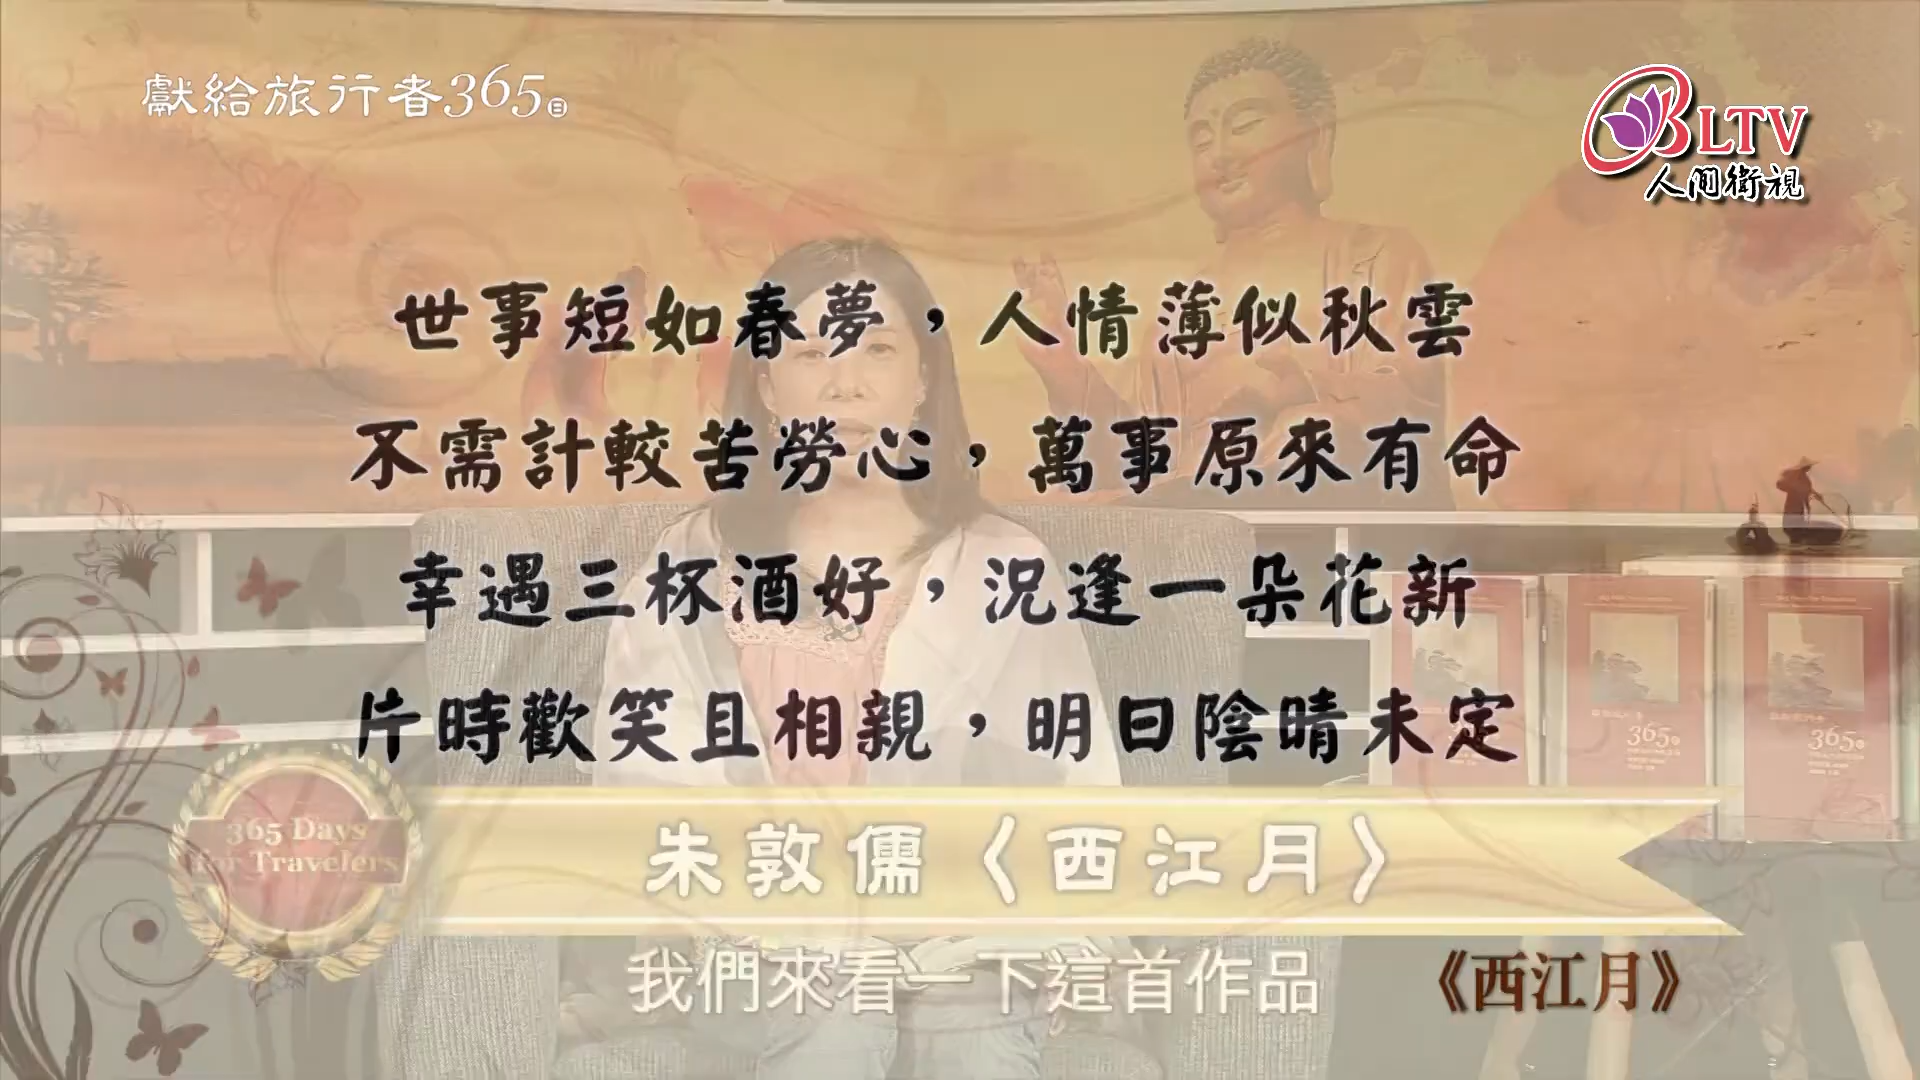 獻給旅行者365日
BLTV
人間衛視
世事短如春夢，人情薄似秋雲
不需計較苦勞心，萬事原來有命
幸遇三杯酒好，況逢一朵花新
片時歡笑且相親，明日陰晴未定
365 Days
for Travelers
朱敦儒〈西江月〉
我們來看一下這首作品
《西江月》
365
365